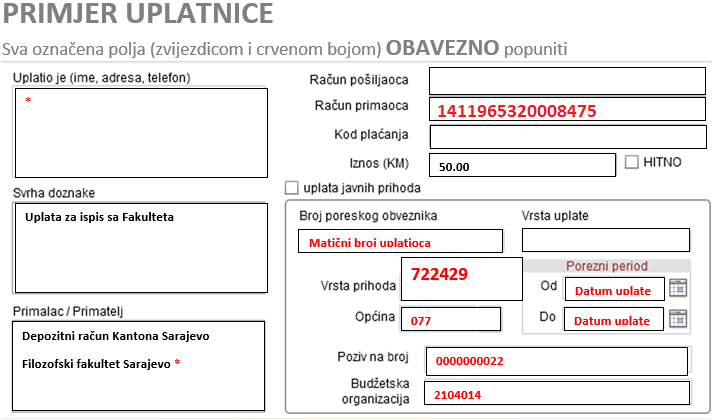 PRIMJER UPLATNICE
Sva označena polja (zvijezdicom i crvenom bojom) OBAVEZNO popuniti
Uplatio je (ime, adresa, telefon)
*
Račun pošiljaoca
Račun primaoca 1411965320008475
Kod plaćanja
Iznos (KM) 50.00 HITNO
uplata javnih prihoda
Svrha doznake
Uplata za ispis sa Fakulteta
Broj poreskog obveznika
Matični broj uplatioca
Vrsta uplate
Vrsta prihoda 722429
Porezni period
Od Datum uplate
Općina 077
Do Datum uplate
Primalac / Primatelj
Depozitni račun Kantona Sarajevo
Filozofski fakultet Sarajevo *
Poziv na broj 0000000022
Budžetska
organizacija 2104014